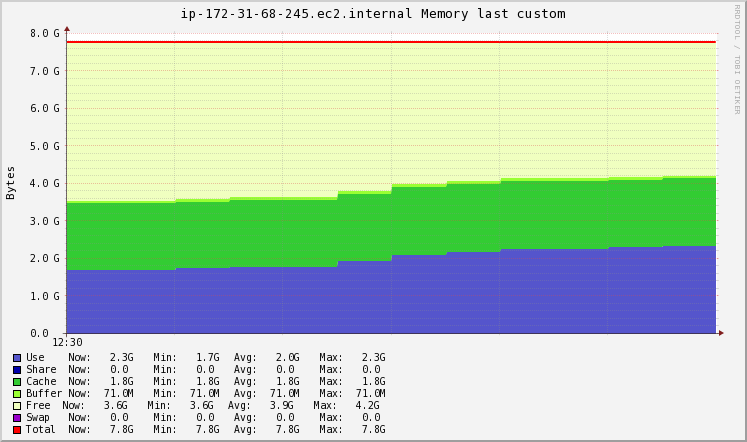 ip-172-31-68-245.ec2.internal Memory last custom
RRDTOOL / TOBI OETIKER
Bytes
8.0 G
7.0 G
6.0 G
5.0 G
4.0 G
3.0 G
2.0 G
1.0 G
0.0
12:30
Use Now: 2.3G Min: 1.7G Avg: 2.0G Max: 2.3G
Share Now: 0.0 Min: 0.0 Avg: 0.0 Max: 0.0
Cache Now: 1.8G Min: 1.8G Avg: 1.8G Max: 1.8G
Buffer Now: 71.0M Min: 71.0M Avg: 71.0M Max: 71.0M
Free Now: 3.6G Min: 3.6G Avg: 3.9G Max: 4.2G
Swap Now: 0.0 Min: 0.0 Avg: 0.0 Max: 0.0
Total Now: 7.8G Min: 7.8G Avg: 7.8G Max: 7.8G